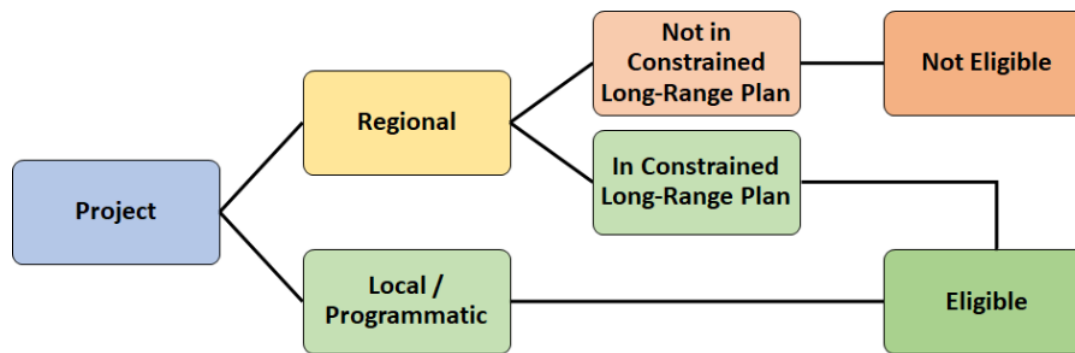 Project
Regional
Local /
Programmatic
Not in
Constrained
Long-Range Plan
In Constrained
Long-Range Plan
Not Eligible
Eligible